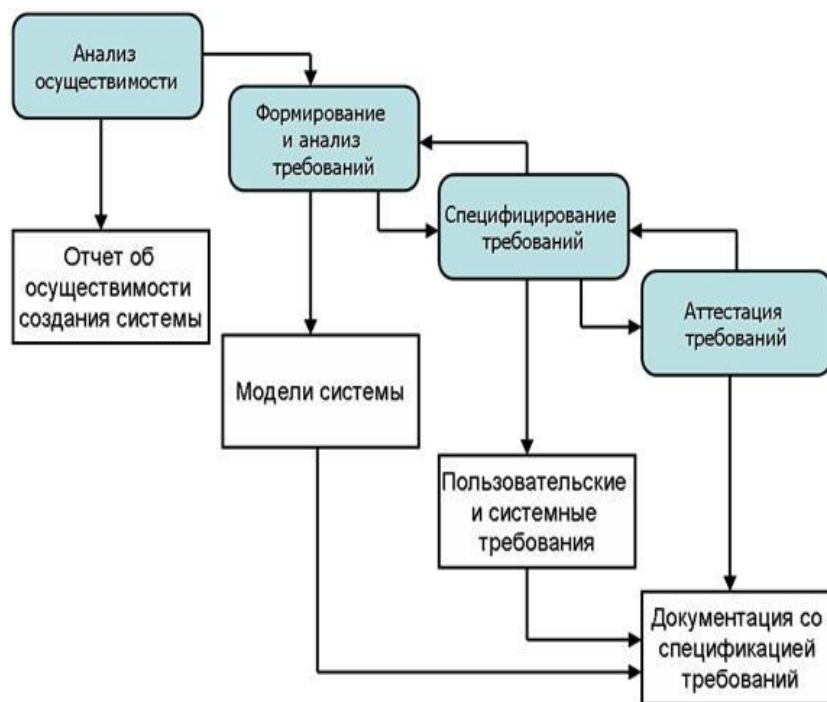 Анализ
осуществимости
Формирование
и анализ
требований
Специфицирование
требований
Отчет об
осуществимости
создания системы
Аттестация
требований
Модели системы
Пользовательские
и системные
требования
Документация со
спецификацией
требований